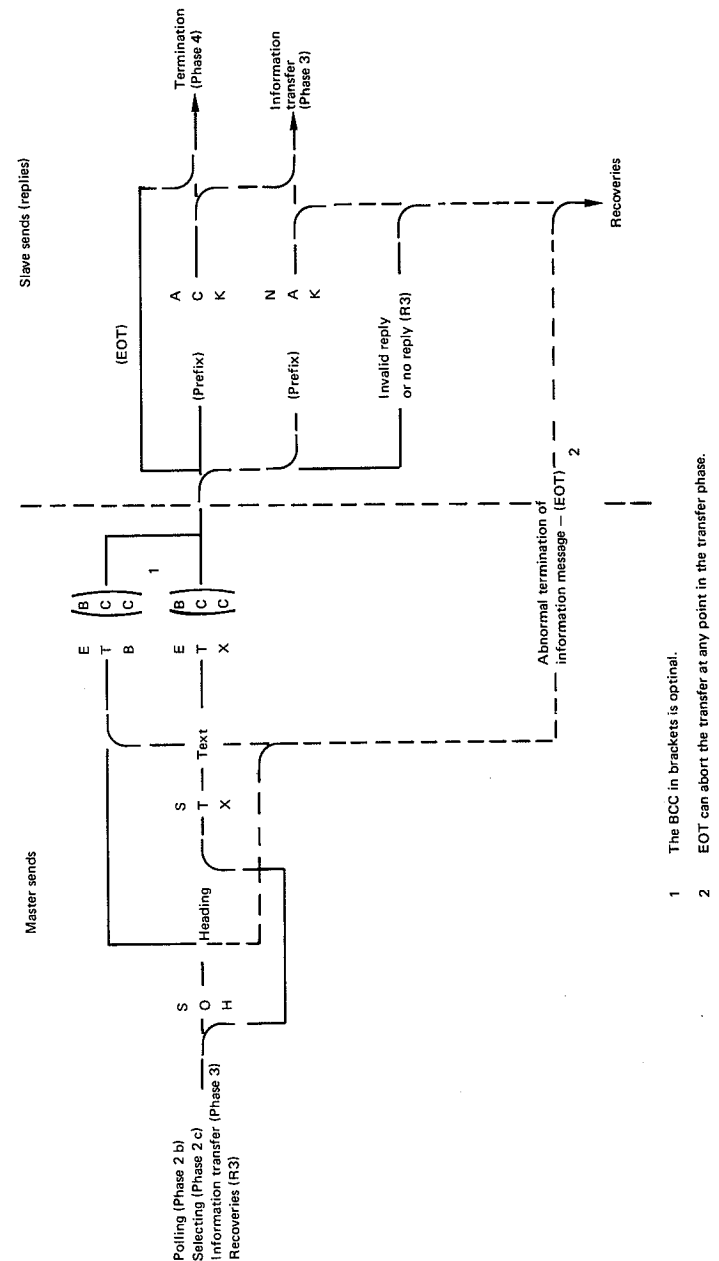 Master sends
Slave sends (replies)
Polling (Phase 2 b)
Selecting (Phase 2 c)
Information transfer (Phase 3)
Recoveries (R3)
SOH
Heading
STX
Text
ETB
(BCC)
1
ETX
(BCC)
(EOT)
(Prefix)
ACK
Termination
(Phase 4)
(Prefix)
NAK
Information
transfer
(Phase 3)
Invalid reply
or no reply (R3)
Abnormal termination of
information message – (EOT)
2
Recoveries
1 The BCC in brackets is optinal.
2 EOT can abort the transfer at any point in the transfer phase.